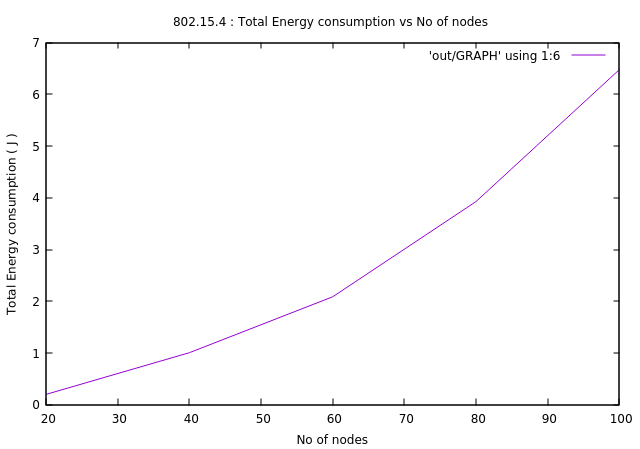 802.15.4 : Total Energy consumption vs No of nodes
'out/GRAPH' using 1:6
Total Energy consumption ( J )
7
6
5
4
3
2
1
0
20 30 40 50 60 70 80 90 100
No of nodes